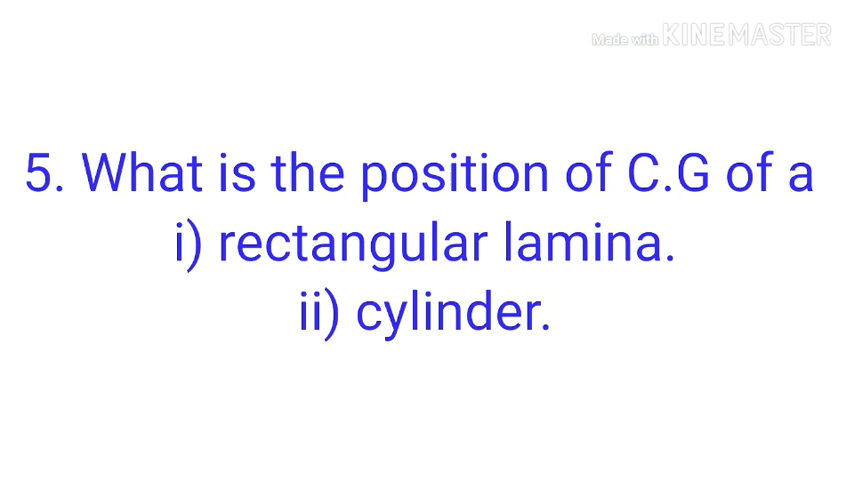 Made with KINEMASTER
5. What is the position of C.G of a
i) rectangular lamina.
ii) cylinder.